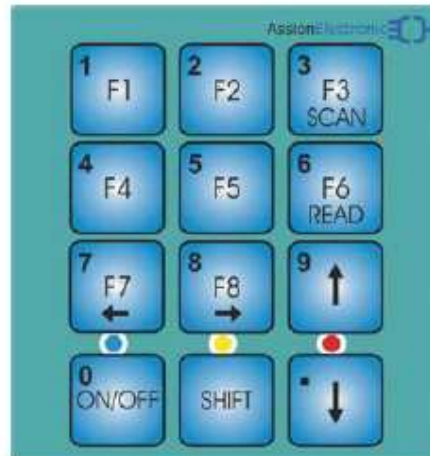 AssionElectronic
1 2 3
F1 F2 F3
SCAN
4 5 6
F4 F5 F6
READ
7 8 9
F7 F8 ↑
← →
0 .
ON/OFF SHIFT ↓